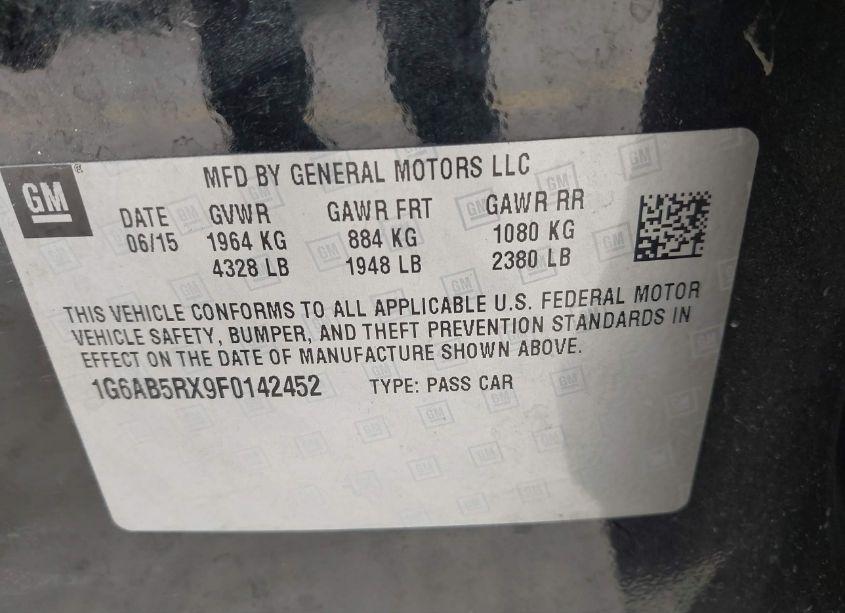 GM
MFD BY GENERAL MOTORS LLC
DATE GVWR GAWR FRT GAWR RR
06/15 1964 KG 884 KG 1080 KG
4328 LB 1948 LB 2380 LB
THIS VEHICLE CONFORMS TO ALL APPLICABLE U.S. FEDERAL MOTOR
VEHICLE SAFETY, BUMPER, AND THEFT PREVENTION STANDARDS IN
EFFECT ON THE DATE OF MANUFACTURE SHOWN ABOVE.
1G6AB5RX9F0142452 TYPE: PASS CAR